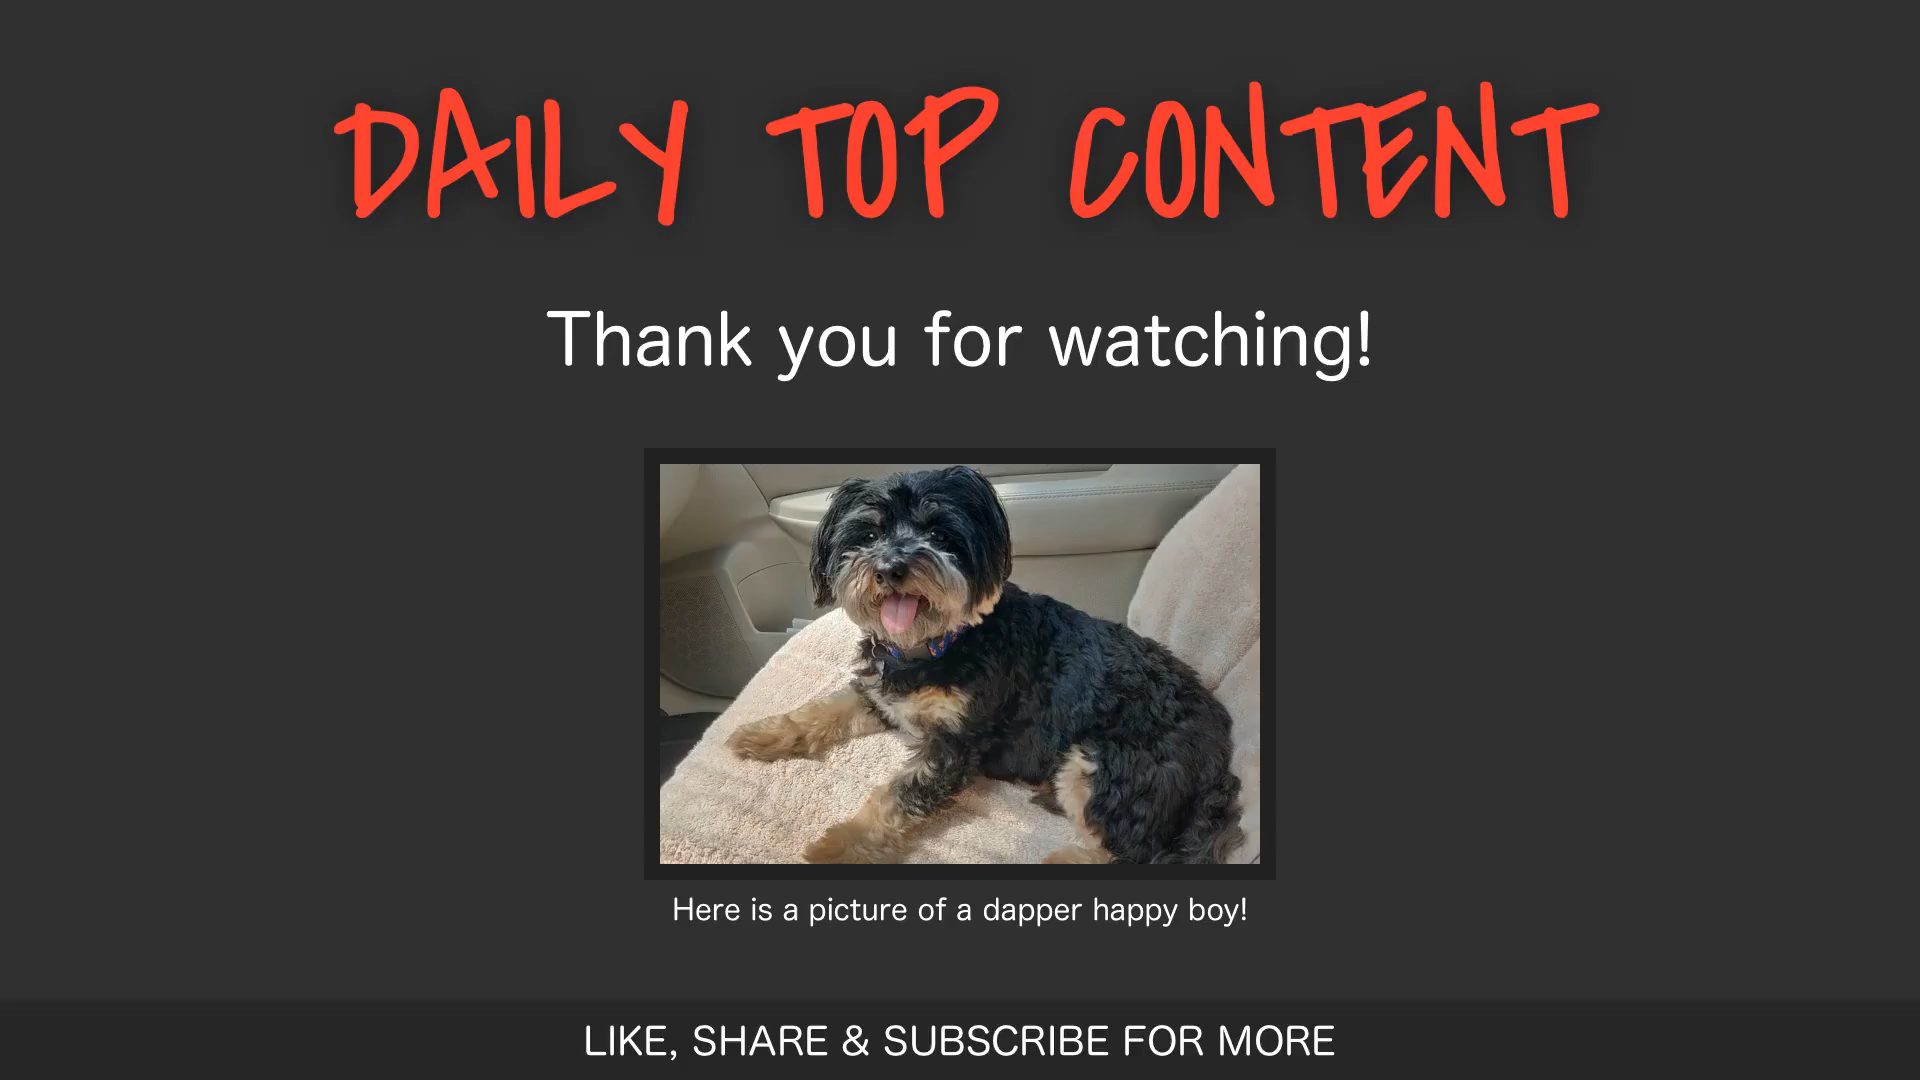 DAILY TOP CONTENT
Thank you for watching!
Here is a picture of a dapper happy boy!
LIKE, SHARE & SUBSCRIBE FOR MORE